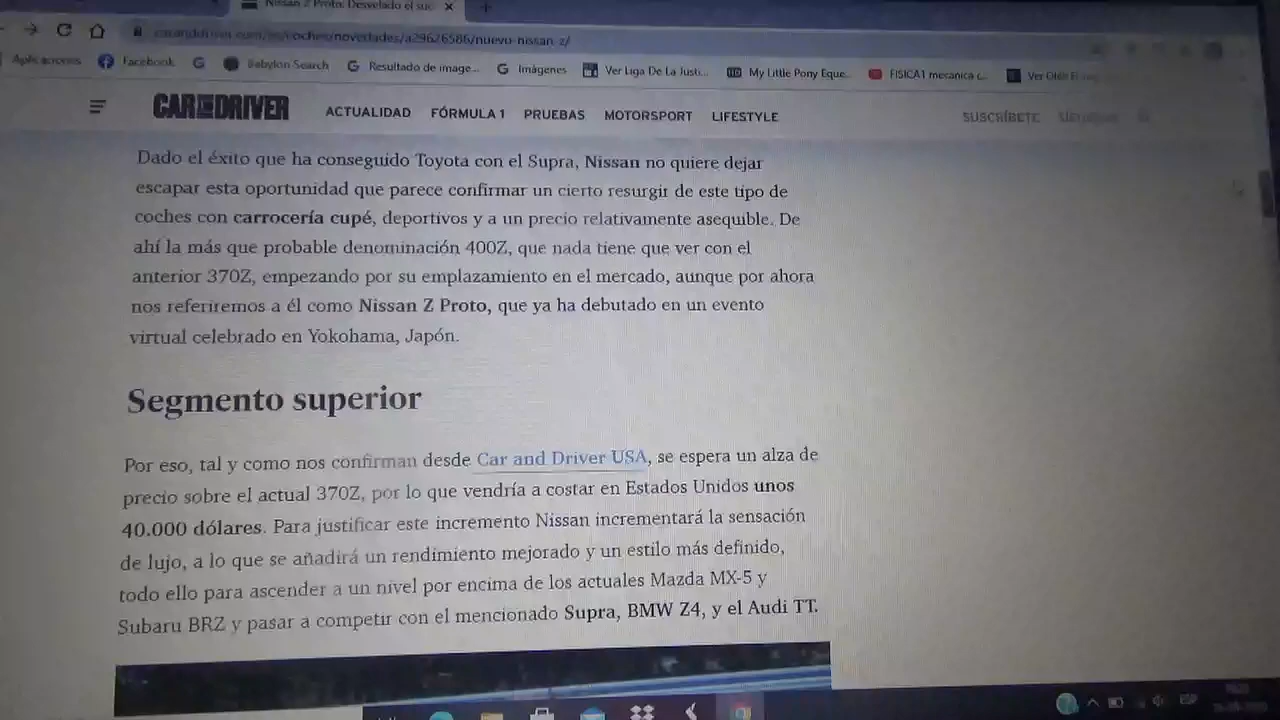 Nissan Z Proto: Desvelado el suc
caranddriver.com/es/coches/novedades/a29626586/nuevo-nissan-z/
Aplicaciones Facebook Babylon Search Resultado de image... Imágenes Ver Liga De La Justi... My Little Pony Eque... FISICA1 mecanica c...
CAR AND DRIVER ACTUALIDAD FÓRMULA 1 PRUEBAS MOTORSPORT LIFESTYLE SUSCRÍBETE
Dado el éxito que ha conseguido Toyota con el Supra, Nissan no quiere dejar
escapar esta oportunidad que parece confirmar un cierto resurgir de este tipo de
coches con carrocería cupé, deportivos y a un precio relativamente asequible. De
ahí la más que probable denominación 400Z, que nada tiene que ver con el
anterior 370Z, empezando por su emplazamiento en el mercado, aunque por ahora
nos referiremos a él como Nissan Z Proto, que ya ha debutado en un evento
virtual celebrado en Yokohama, Japón.
Segmento superior
Por eso, tal y como nos confirman desde Car and Driver USA, se espera un alza de
precio sobre el actual 370Z, por lo que vendría a costar en Estados Unidos unos
40.000 dólares. Para justificar este incremento Nissan incrementará la sensación
de lujo, a lo que se añadirá un rendimiento mejorado y un estilo más definido,
todo ello para ascender a un nivel por encima de los actuales Mazda MX-5 y
Subaru BRZ y pasar a competir con el mencionado Supra, BMW Z4, y el Audi TT.
ESP